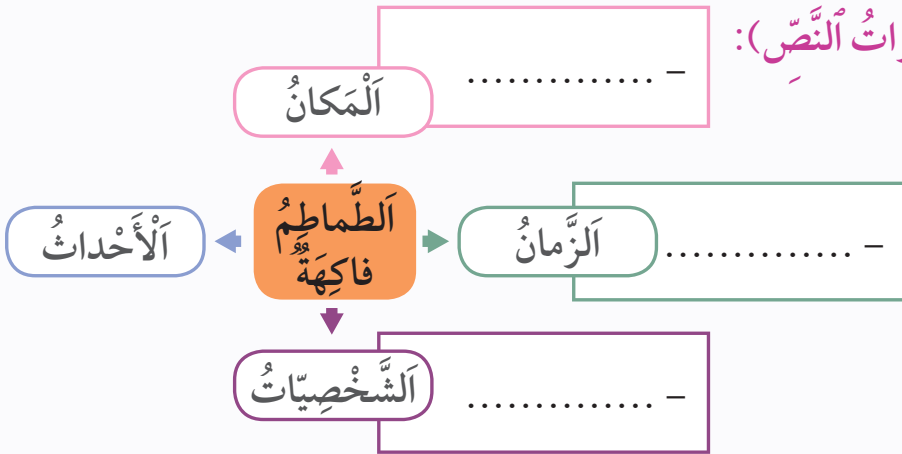 اتُ ٱلنَّصِّ):
– ..............
اَلْمَكانُ
اَلطَّماطِمُ
فاكِهَةٌ
اَلزَّمانُ
– ..............
اَلْأَحْداثُ
اَلشَّخْصِيّاتُ
– ..............